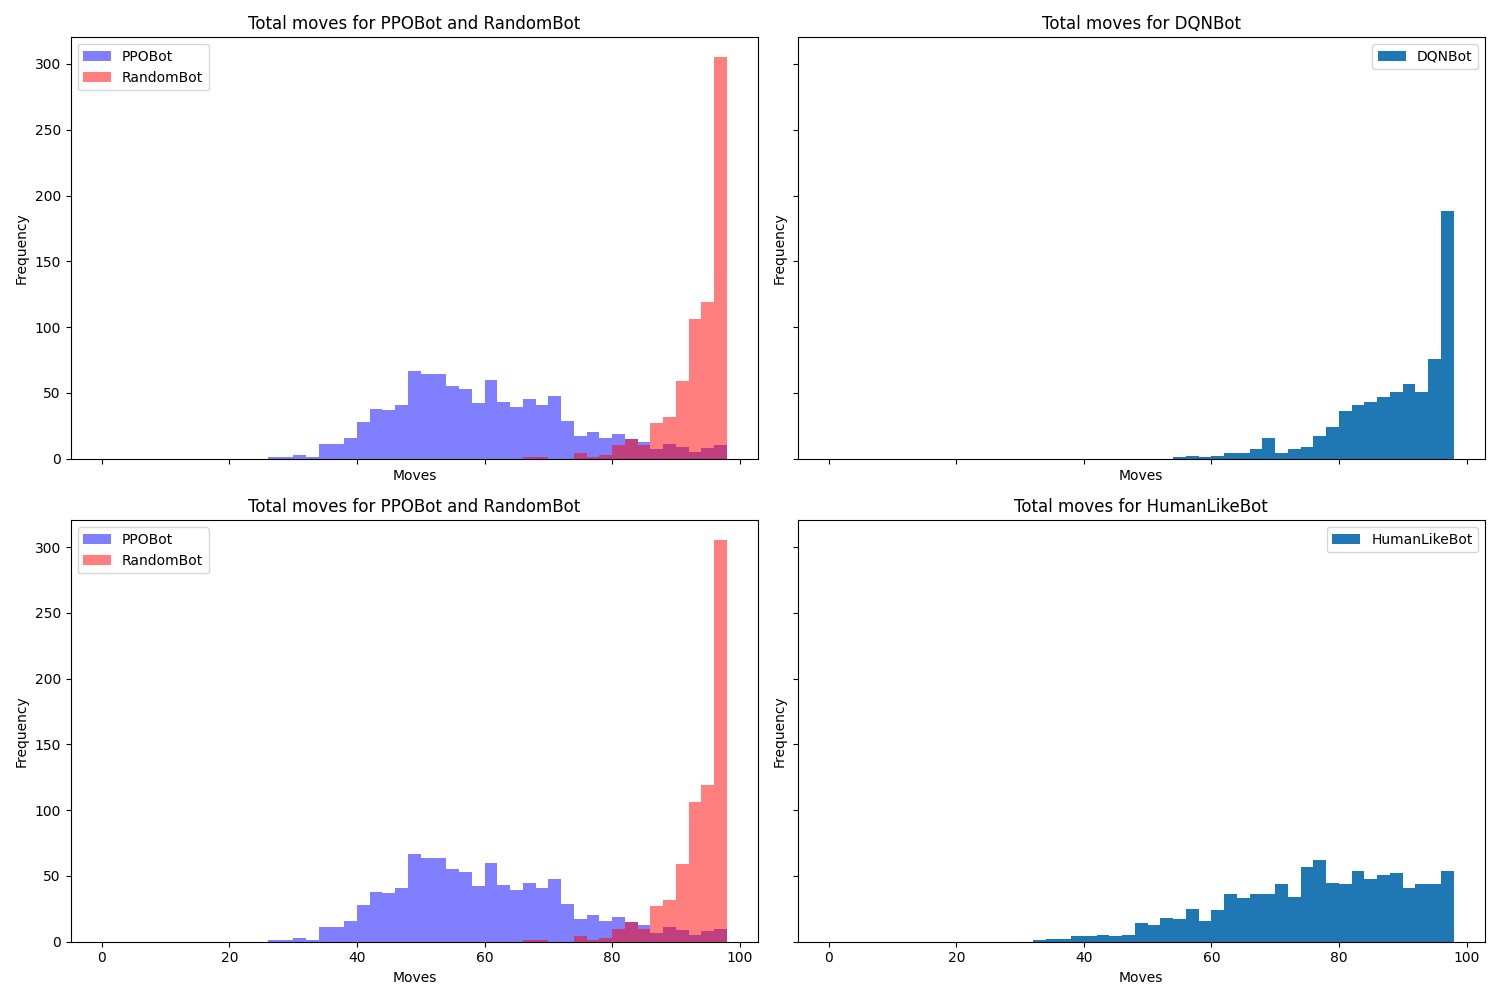 Total moves for PPOBot and RandomBot
PPOBot
RandomBot
300
250
200
150
100
50
0
Frequency
Moves
Total moves for DQNBot
DQNBot
Frequency
Moves
Total moves for PPOBot and RandomBot
PPOBot
RandomBot
300
250
200
150
100
50
0
Frequency
0 20 40 60 80 100
Moves
Total moves for HumanLikeBot
HumanLikeBot
Frequency
0 20 40 60 80 100
Moves